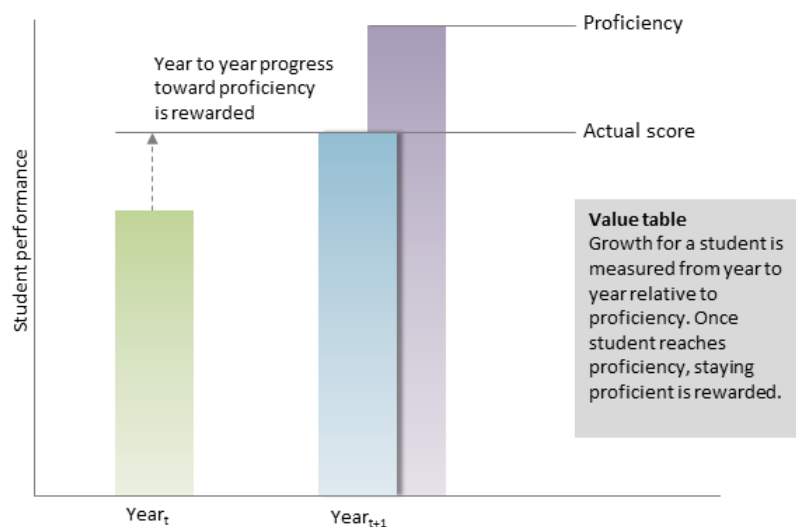 Proficiency
Year to year progress
toward proficiency
is rewarded
Actual score
Student performance
Value table
Growth for a student is
measured from year to
year relative to
proficiency. Once
student reaches
proficiency, staying
proficient is rewarded.
Yeart
Yeart+1